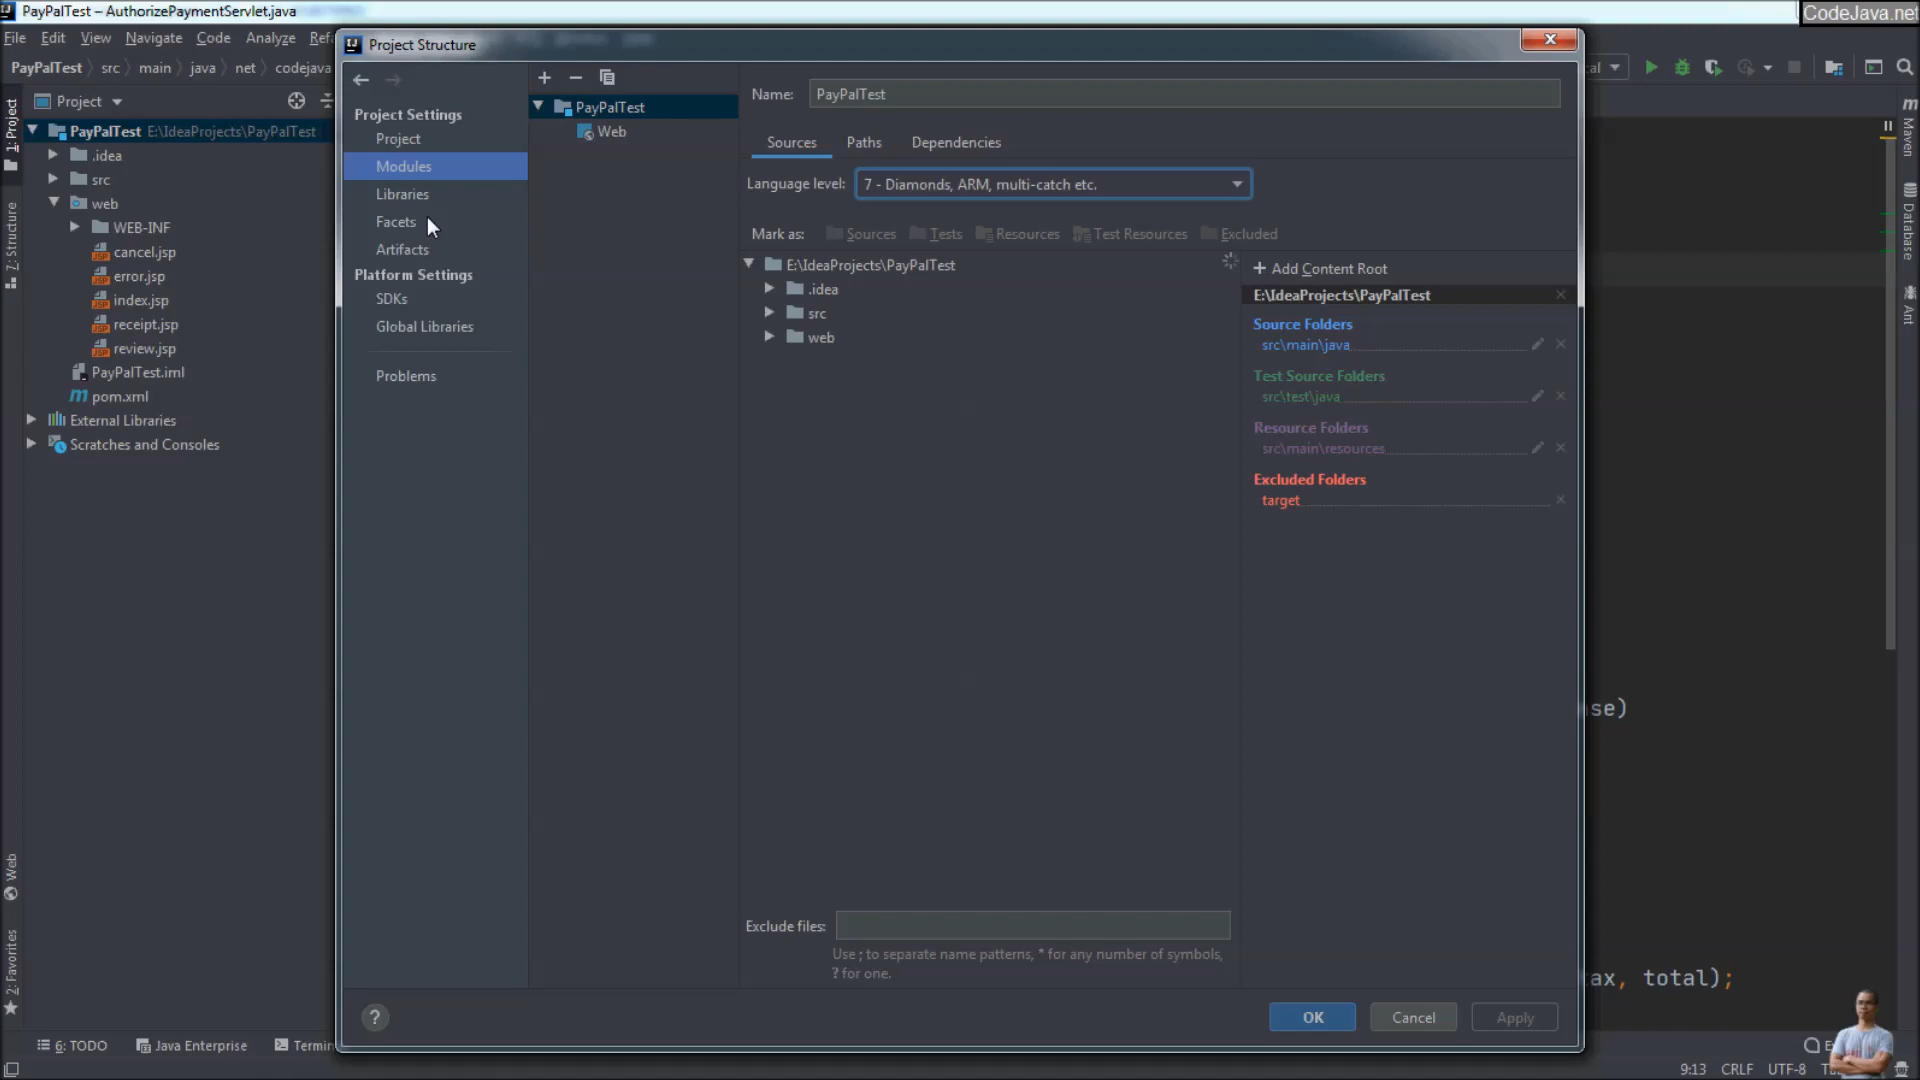 PayPalTest – AuthorizePaymentServlet.java
CodeJava.net
File Edit View Navigate Code Analyze Refa
PayPalTest src main java net codejava
Project
PayPalTest E:\IdeaProjects\PayPalTest
.idea
src
web
WEB-INF
cancel.jsp
error.jsp
index.jsp
receipt.jsp
review.jsp
PayPalTest.iml
pom.xml
External Libraries
Scratches and Consoles
1: Project
7: Structure
Web
2: Favorites
Project Structure
Project Settings
Project
Modules
Libraries
Facets
Artifacts
Platform Settings
SDKs
Global Libraries
Problems
PayPalTest
Web
Name: PayPalTest
Sources Paths Dependencies
Language level: 7 - Diamonds, ARM, multi-catch etc.
Mark as: Sources Tests Resources Test Resources Excluded
E:\IdeaProjects\PayPalTest
.idea
src
web
+ Add Content Root
E:\IdeaProjects\PayPalTest
Source Folders
src\main\java
Test Source Folders
src\test\java
Resource Folders
src\main\resources
Excluded Folders
target
Exclude files:
Use ; to separate name patterns, * for any number of symbols,
? for one.
? OK Cancel Apply
al
Maven
Database
Ant
nse)
tax, total);
6: TODO Java Enterprise Termin
9:13 CRLF UTF-8